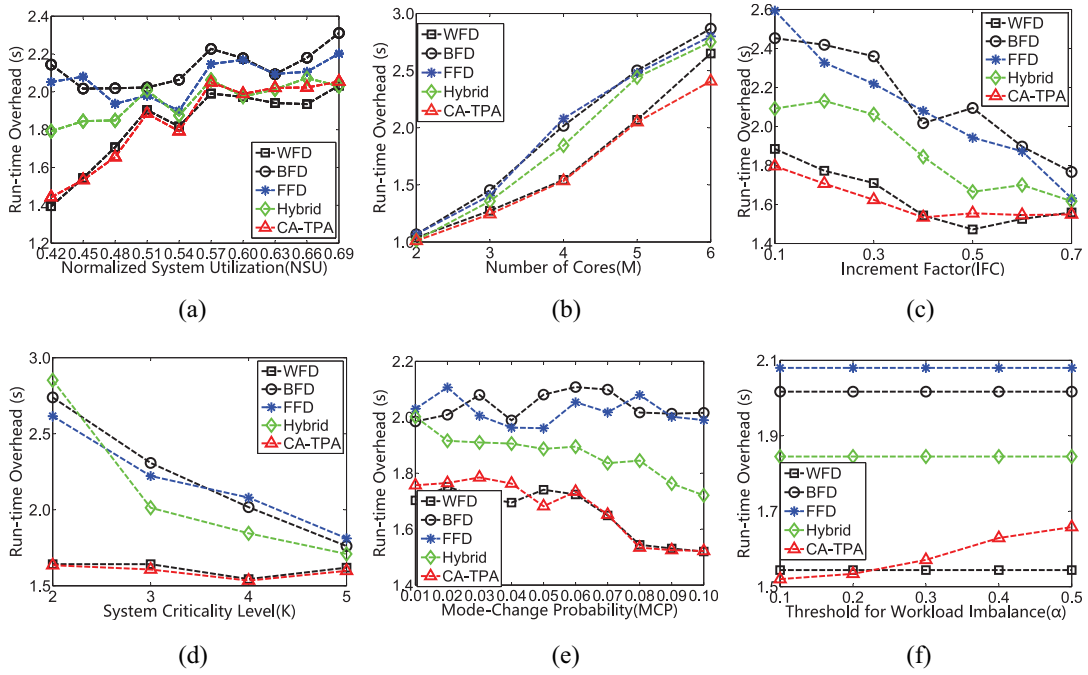 2.4
2.2
2.0
1.8
1.6
1.4
1.2
Run-time Overhead (s)
WFD
BFD
FFD
Hybrid
CA-TPA
0.42 0.45 0.48 0.51 0.54 0.57 0.60 0.63 0.66 0.69
Normalized System Utilization(NSU)
(a)
3.0
2.5
2.0
1.5
1.0
Run-time Overhead (s)
WFD
BFD
FFD
Hybrid
CA-TPA
2 3 4 5 6
Number of Cores(M)
(b)
2.6
2.4
2.2
2.0
1.8
1.6
1.4
Run-time Overhead (s)
WFD
BFD
FFD
Hybrid
CA-TPA
0.1 0.3 0.5 0.7
Increment Factor(IFC)
(c)
3.0
2.5
2.0
1.5
Run-time Overhead (s)
WFD
BFD
FFD
Hybrid
CA-TPA
2 3 4 5
System Criticality Level(K)
(d)
2.2
2.0
1.8
1.6
1.4
Run-time Overhead (s)
WFD
BFD
FFD
Hybrid
CA-TPA
0.01 0.02 0.03 0.04 0.05 0.06 0.07 0.08 0.09 0.10
Mode-Change Probability(MCP)
(e)
2.1
1.9
1.7
1.5
Run-time Overhead (s)
WFD
BFD
FFD
Hybrid
CA-TPA
0.1 0.2 0.3 0.4 0.5
Threshold for Workload Imbalance(α)
(f)